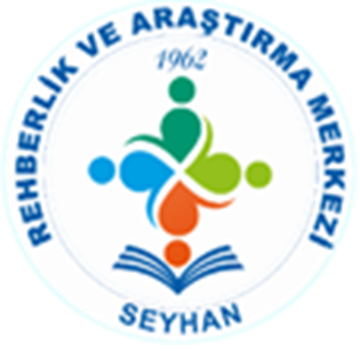 REHBERLİK VE ARAŞTIRMA MERKEZİ
1962
SEYHAN